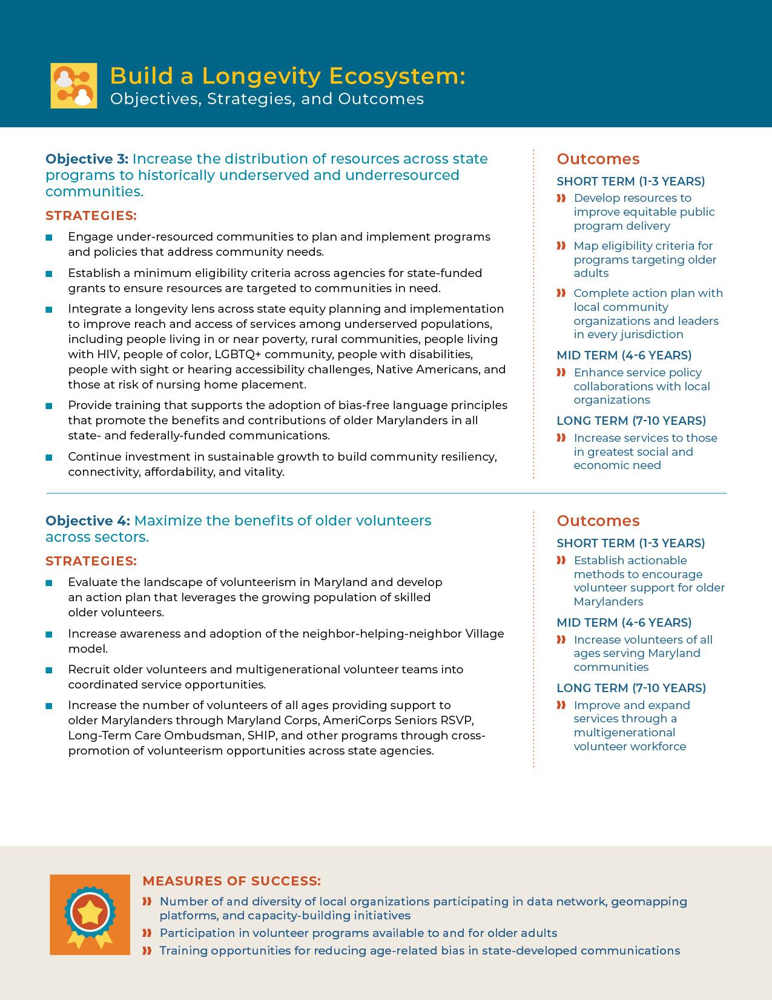 Build a Longevity Ecosystem:
Objectives, Strategies, and Outcomes
Objective 3: Increase the distribution of resources across state
programs to historically underserved and underresourced
communities.
STRATEGIES:
Engage under-resourced communities to plan and implement programs
and policies that address community needs.
Establish a minimum eligibility criteria across agencies for state-funded
grants to ensure resources are targeted to communities in need.
Integrate a longevity lens across state equity planning and implementation
to improve reach and access of services among underserved populations,
including people living in or near poverty, rural communities, people living
with HIV, people of color, LGBTQ+ community, people with disabilities,
people with sight or hearing accessibility challenges, Native Americans, and
those at risk of nursing home placement.
Provide training that supports the adoption of bias-free language principles
that promote the benefits and contributions of older Marylanders in all
state- and federally-funded communications.
Continue investment in sustainable growth to build community resiliency,
connectivity, affordability, and vitality.
Outcomes
SHORT TERM (1-3 YEARS)
Develop resources to
improve equitable public
program delivery
Map eligibility criteria for
programs targeting older
adults
Complete action plan with
local community
organizations and leaders
in every jurisdiction
MID TERM (4-6 YEARS)
Enhance service policy
collaborations with local
organizations
LONG TERM (7-10 YEARS)
Increase services to those
in greatest social and
economic need
Objective 4: Maximize the benefits of older volunteers
across sectors.
STRATEGIES:
Evaluate the landscape of volunteerism in Maryland and develop
an action plan that leverages the growing population of skilled
older volunteers.
Increase awareness and adoption of the neighbor-helping-neighbor Village
model.
Recruit older volunteers and multigenerational volunteer teams into
coordinated service opportunities.
Increase the number of volunteers of all ages providing support to
older Marylanders through Maryland Corps, AmeriCorps Seniors RSVP,
Long-Term Care Ombudsman, SHIP, and other programs through cross-
promotion of volunteerism opportunities across state agencies.
Outcomes
SHORT TERM (1-3 YEARS)
Establish actionable
methods to encourage
volunteer support for older
Marylanders
MID TERM (4-6 YEARS)
Increase volunteers of all
ages serving Maryland
communities
LONG TERM (7-10 YEARS)
Improve and expand
services through a
multigenerational
volunteer workforce
MEASURES OF SUCCESS:
Number of and diversity of local organizations participating in data network, geomapping
platforms, and capacity-building initiatives
Participation in volunteer programs available to and for older adults
Training opportunities for reducing age-related bias in state-developed communications